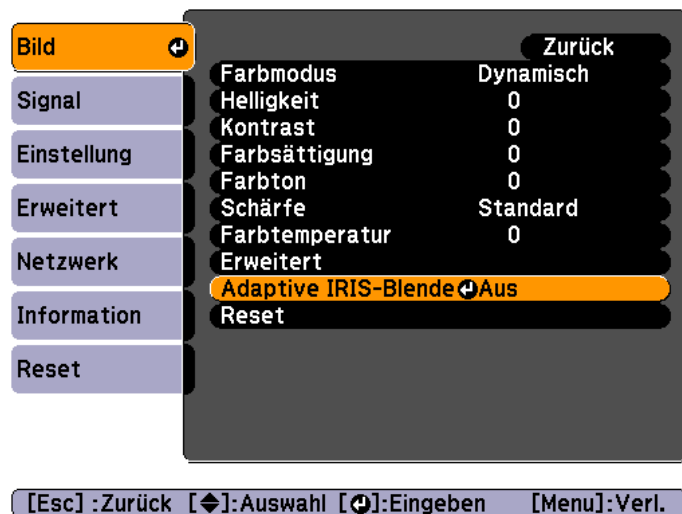 Bild
Signal
Einstellung
Erweitert
Netzwerk
Information
Reset
Zurück
Farbmodus Dynamisch
Helligkeit 0
Kontrast 0
Farbsättigung 0
Farbton 0
Schärfe Standard
Farbtemperatur 0
Erweitert
Adaptive IRIS-Blende Aus
Reset
[Esc] :Zurück [◆]:Auswahl [⏎]:Eingeben [Menu]:Verl.